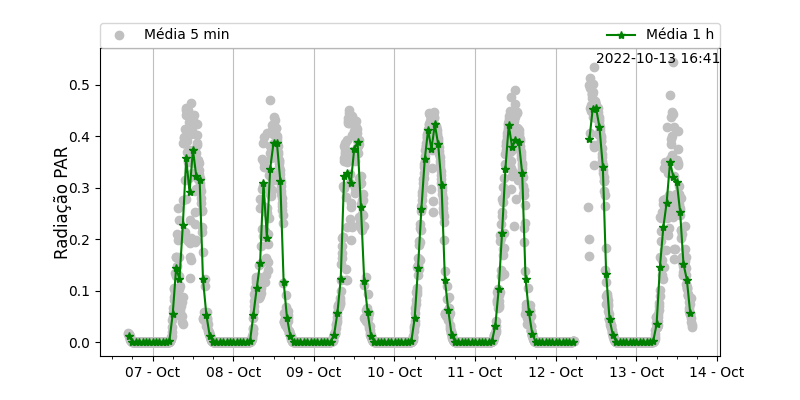 Média 5 min
Média 1 h
2022-10-13 16:41
Radiação PAR
0.5
0.4
0.3
0.2
0.1
0.0
07 - Oct
08 - Oct
09 - Oct
10 - Oct
11 - Oct
12 - Oct
13 - Oct
14 - Oct